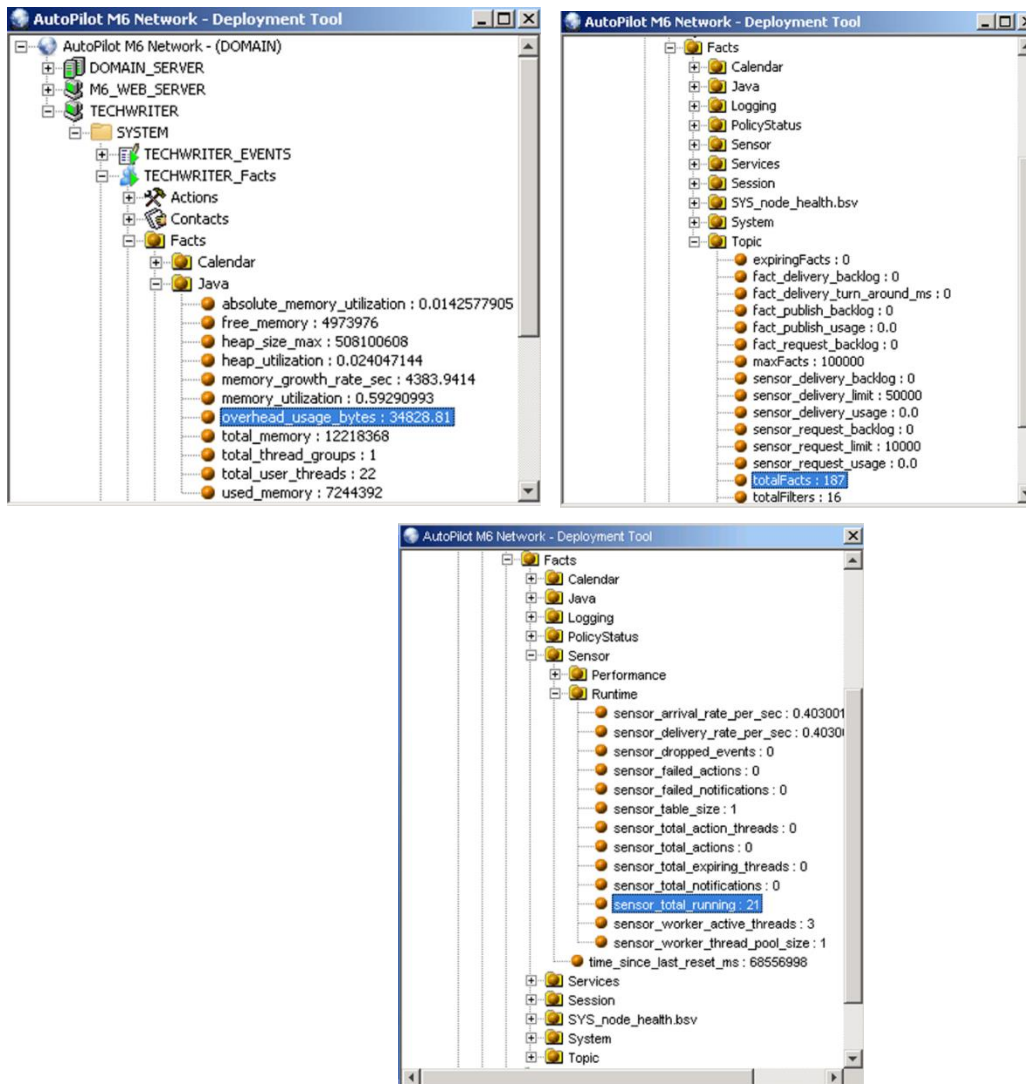 AutoPilot M6 Network - Deployment Tool
AutoPilot M6 Network - (DOMAIN)
DOMAIN_SERVER
M6_WEB_SERVER
TECHWRITER
SYSTEM
TECHWRITER_EVENTS
TECHWRITER_Facts
Actions
Contacts
Facts
Calendar
Java
absolute_memory_utilization : 0.0142577905
free_memory : 4973976
heap_size_max : 508100608
heap_utilization : 0.024047144
memory_growth_rate_sec : 4383.9414
memory_utilization : 0.59290993
overhead_usage_bytes : 34828.81
total_memory : 12218368
total_thread_groups : 1
total_user_threads : 22
used_memory : 7244392
AutoPilot M6 Network - Deployment Tool
Facts
Calendar
Java
Logging
PolicyStatus
Sensor
Services
Session
SYS_node_health.bsv
System
Topic
expiringFacts : 0
fact_delivery_backlog : 0
fact_delivery_turn_around_ms : 0
fact_publish_backlog : 0
fact_publish_usage : 0.0
fact_request_backlog : 0
maxFacts : 100000
sensor_delivery_backlog : 0
sensor_delivery_limit : 50000
sensor_delivery_usage : 0.0
sensor_request_backlog : 0
sensor_request_limit : 10000
sensor_request_usage : 0.0
totalFacts : 187
totalFilters : 16
AutoPilot M6 Network - Deployment Tool
Facts
Calendar
Java
Logging
PolicyStatus
Sensor
Performance
Runtime
sensor_arrival_rate_per_sec : 0.403001
sensor_delivery_rate_per_sec : 0.4030
sensor_dropped_events : 0
sensor_failed_actions : 0
sensor_failed_notifications : 0
sensor_table_size : 1
sensor_total_action_threads : 0
sensor_total_actions : 0
sensor_total_expiring_threads : 0
sensor_total_notifications : 0
sensor_total_running : 21
sensor_worker_active_threads : 3
sensor_worker_thread_pool_size : 1
time_since_last_reset_ms : 68556998
Services
Session
SYS_node_health.bsv
System
Topic